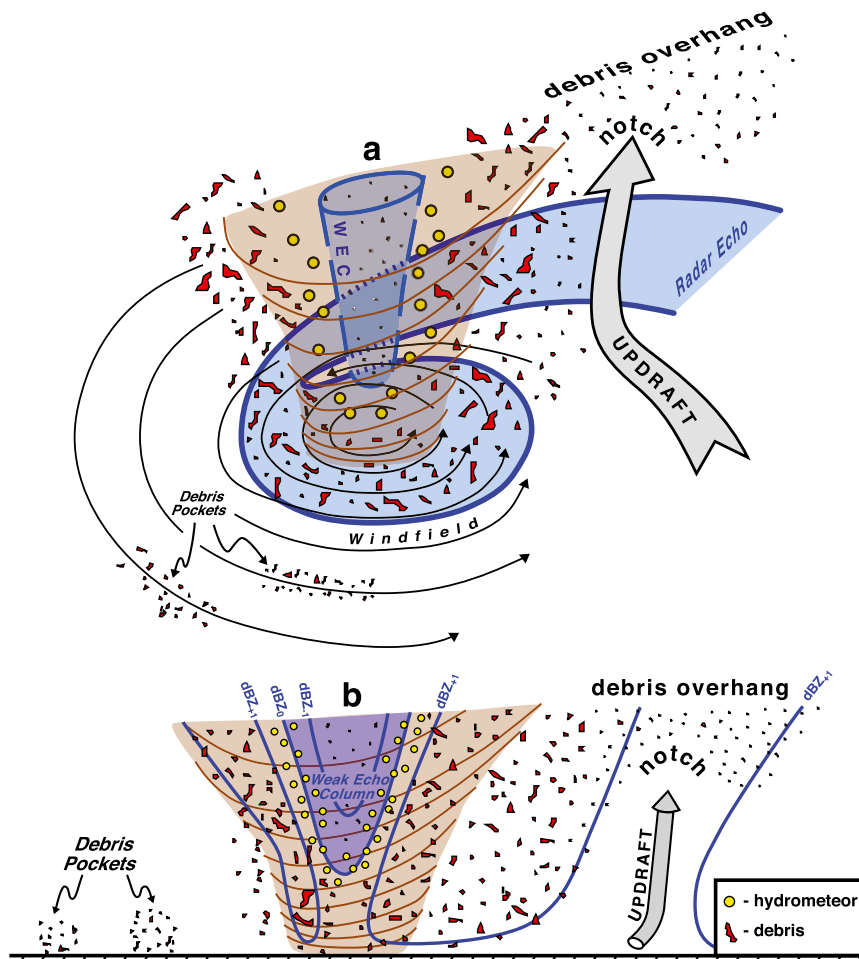 debris overhang
notch
a
WEC
Radar Echo
UPDRAFT
Debris
Pockets
Windfield
dBZ+1
dBZ0
dBZ-1
b
dBZ+1
debris overhang
dBZ+1
notch
Weak Echo
Column
Debris
Pockets
UPDRAFT
- hydrometeor
- debris